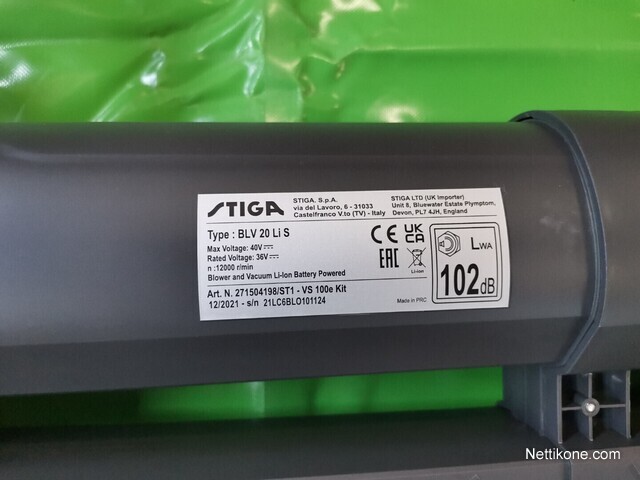 STIGA
STIGA. S.p.A.
via del Lavoro, 6 - 31033
Castelfranco V.to (TV) - Italy
STIGA LTD (UK Importer)
Unit 8, Bluewater Estate Plympton,
Devon, PL7 4JH, England
Type : BLV 20 Li S
Max Voltage: 40V
Rated Voltage: 36V
n :12000 r/min
Blower and Vacuum Li-Ion Battery Powered
Art. N. 271504198/ST1 - VS 100e Kit
12/2021 - s/n 21LC6BLO101124
CE UK CA
EAC
Li-ion
Made in PRC
LWA
102dB
Nettikone.com